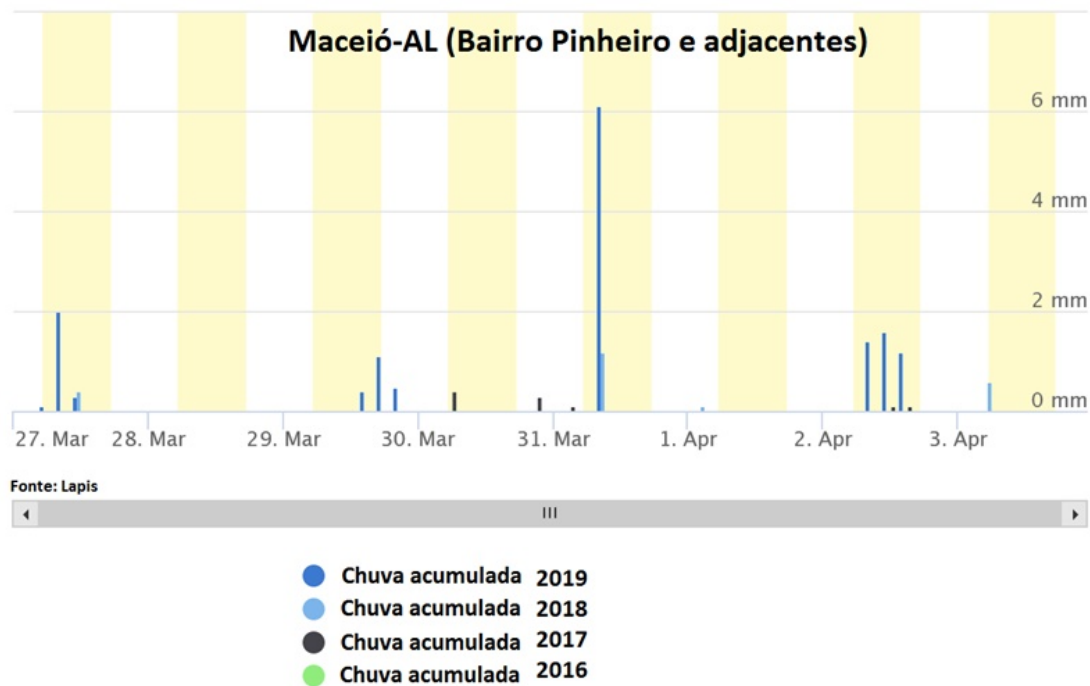 Maceió-AL (Bairro Pinheiro e adjacentes)
6 mm
4 mm
2 mm
0 mm
27. Mar 28. Mar 29. Mar 30. Mar 31. Mar 1. Apr 2. Apr 3. Apr
Fonte: Lapis
Chuva acumulada 2019
Chuva acumulada 2018
Chuva acumulada 2017
Chuva acumulada 2016